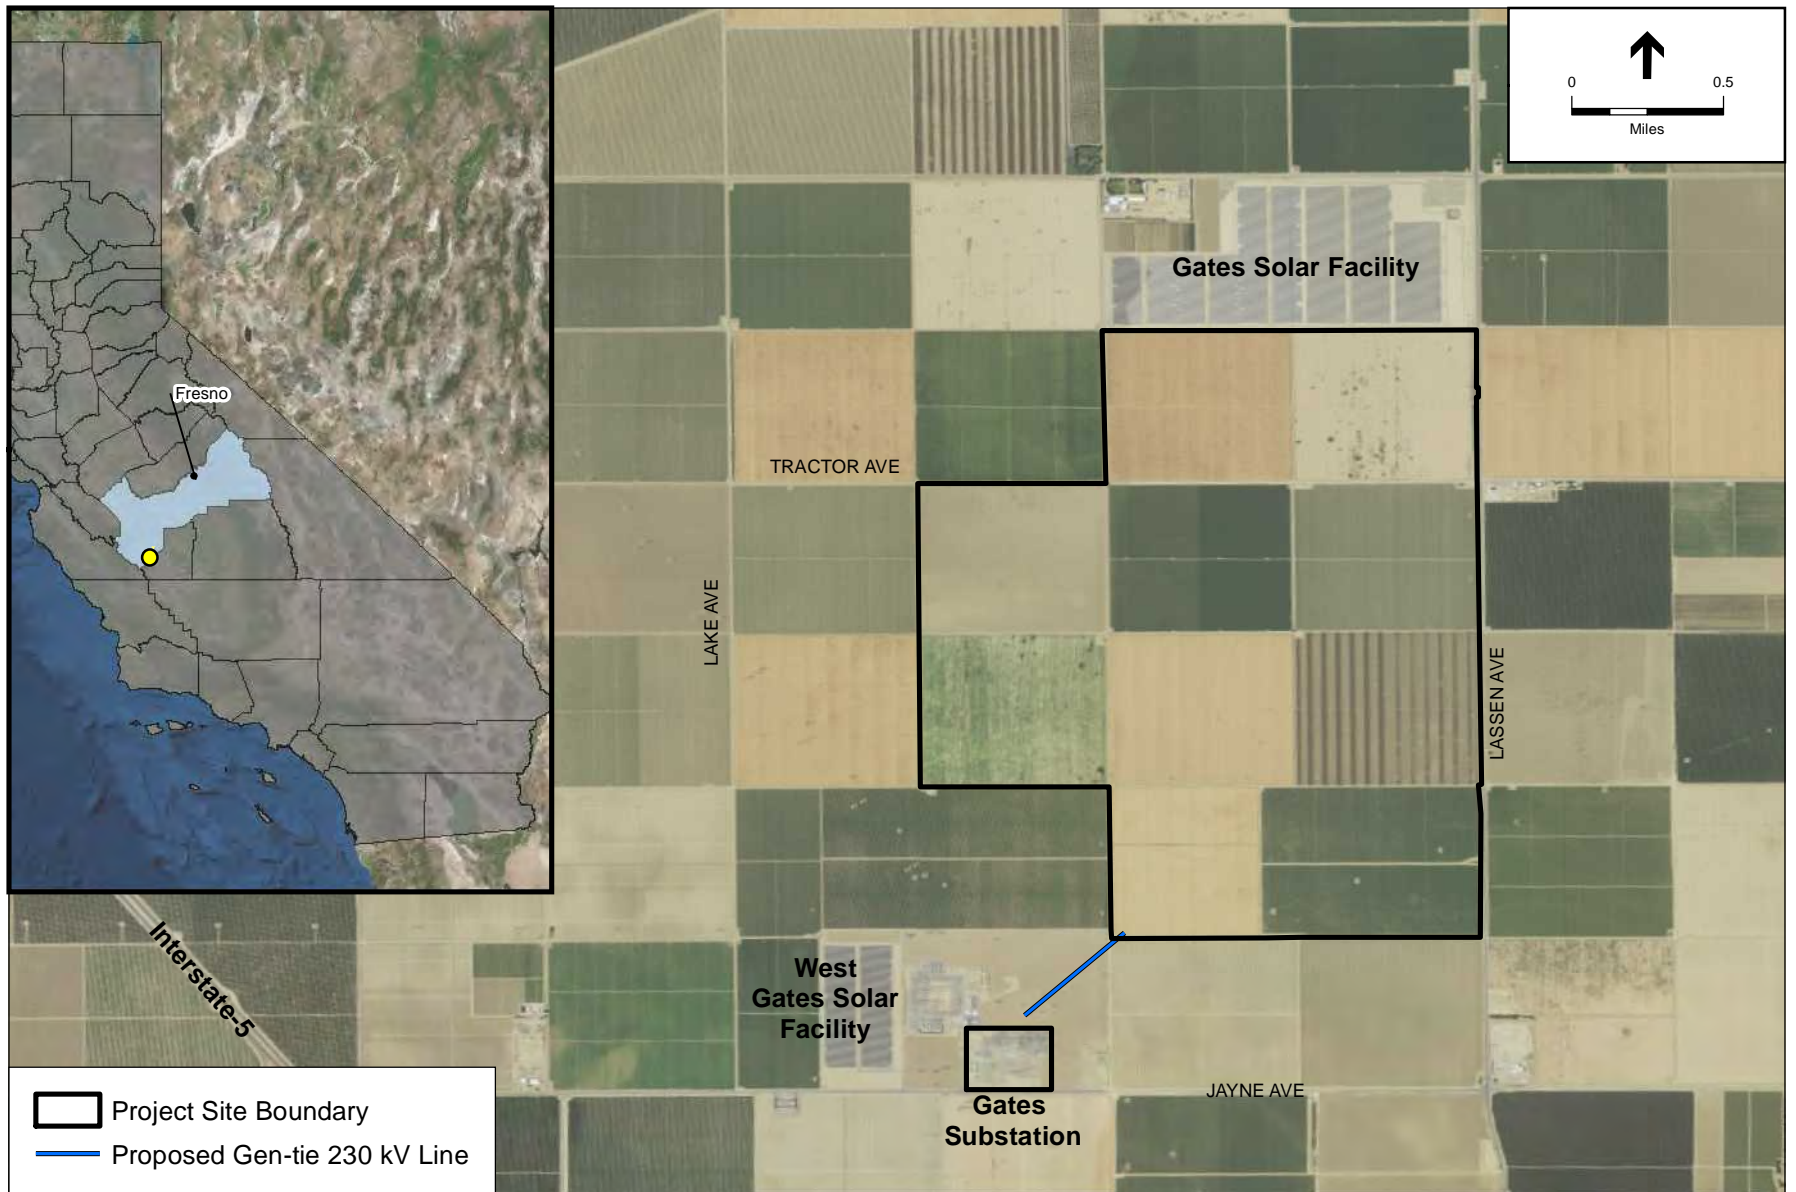 0 0.5
Miles
Gates Solar Facility
Fresno
TRACTOR AVE
LAKE AVE
LASSEN AVE
Interstate-5
West
Gates Solar
Facility
JAYNE AVE
Gates
Substation
Project Site Boundary
Proposed Gen-tie 230 kV Line